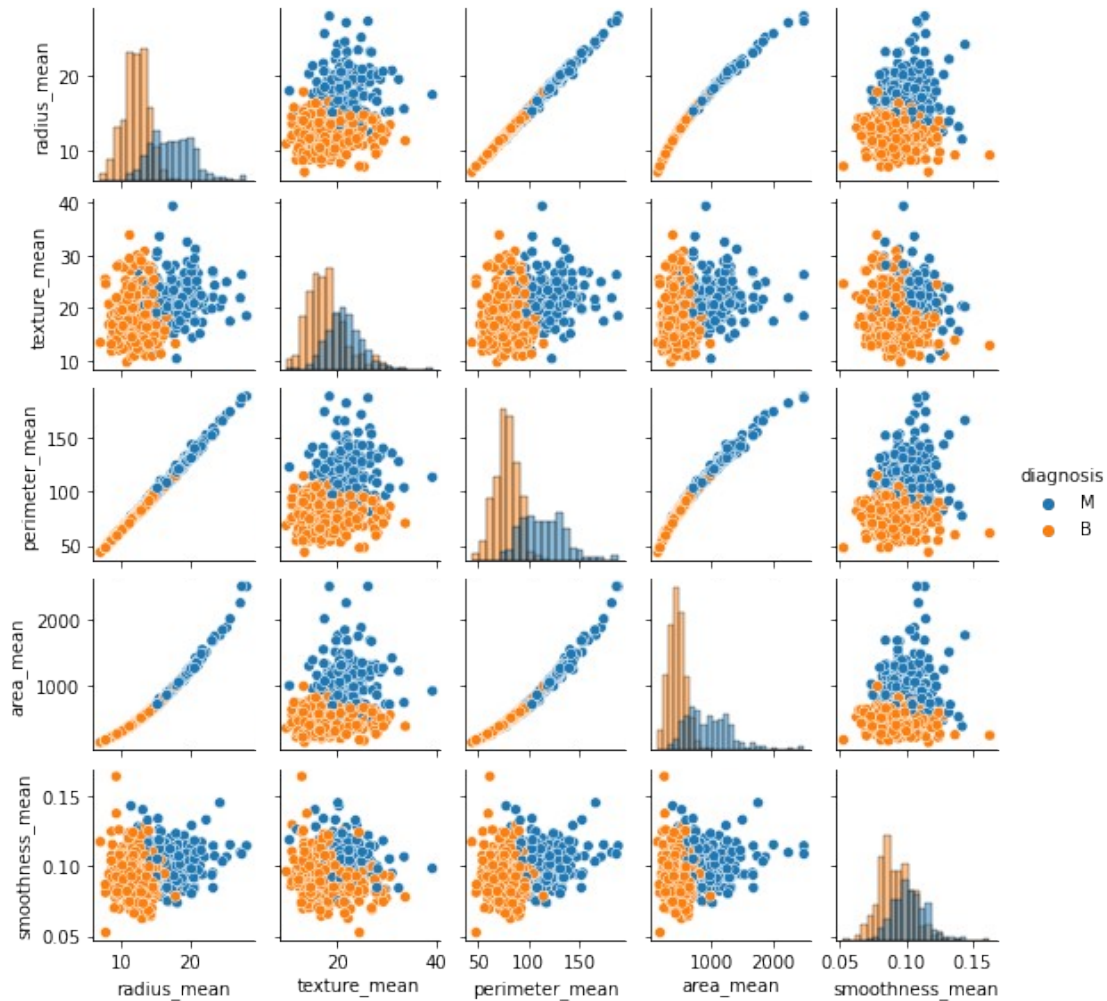 radius_mean
20
10
texture_mean
40
30
20
10
perimeter_mean
150
100
50
diagnosis
M
B
area_mean
2000
1000
smoothness_mean
0.15
0.10
0.05
10 20
20 40
50 100 150
1000 2000
0.05 0.10 0.15
radius_mean
texture_mean
perimeter_mean
area_mean
smoothness_mean